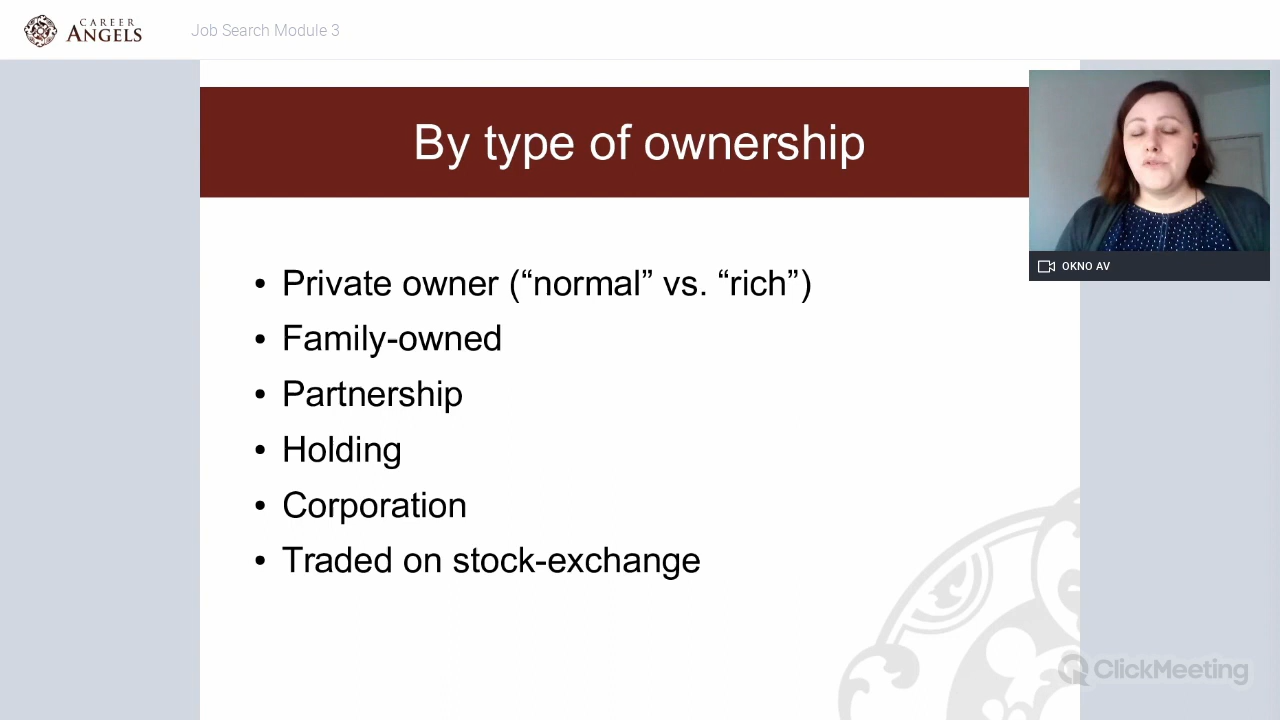 CAREER
ANGELS
Job Search Module 3
By type of ownership
OKNO AV
• Private owner (“normal” vs. “rich”)
• Family-owned
• Partnership
• Holding
• Corporation
• Traded on stock-exchange
ClickMeeting